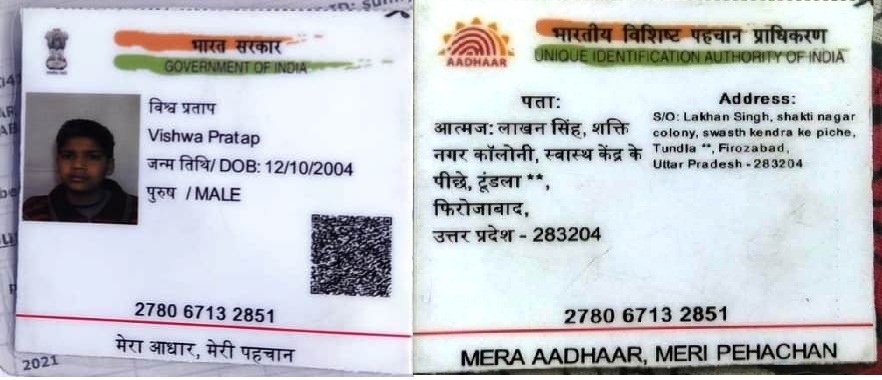 भारत सरकार
GOVERNMENT OF INDIA
विश्व प्रताप
Vishwa Pratap
जन्म तिथि/ DOB: 12/10/2004
पुरुष / MALE
2780 6713 2851
मेरा आधार, मेरी पहचान
2021
AADHAAR
भारतीय विशिष्ट पहचान प्राधिकरण
UNIQUE IDENTIFICATION AUTHORITY OF INDIA
पता:
आत्मज: लाखन सिंह, शक्ति
नगर कॉलोनी, स्वास्थ केंद्र के
पीछे, टूंडला **,
फिरोजाबाद,
उत्तर प्रदेश - 283204
Address:
S/O: Lakhan Singh, shakti nagar
colony, swasth kendra ke piche,
Tundla **, Firozabad,
Uttar Pradesh - 283204
2780 6713 2851
MERA AADHAAR, MERI PEHACHAN